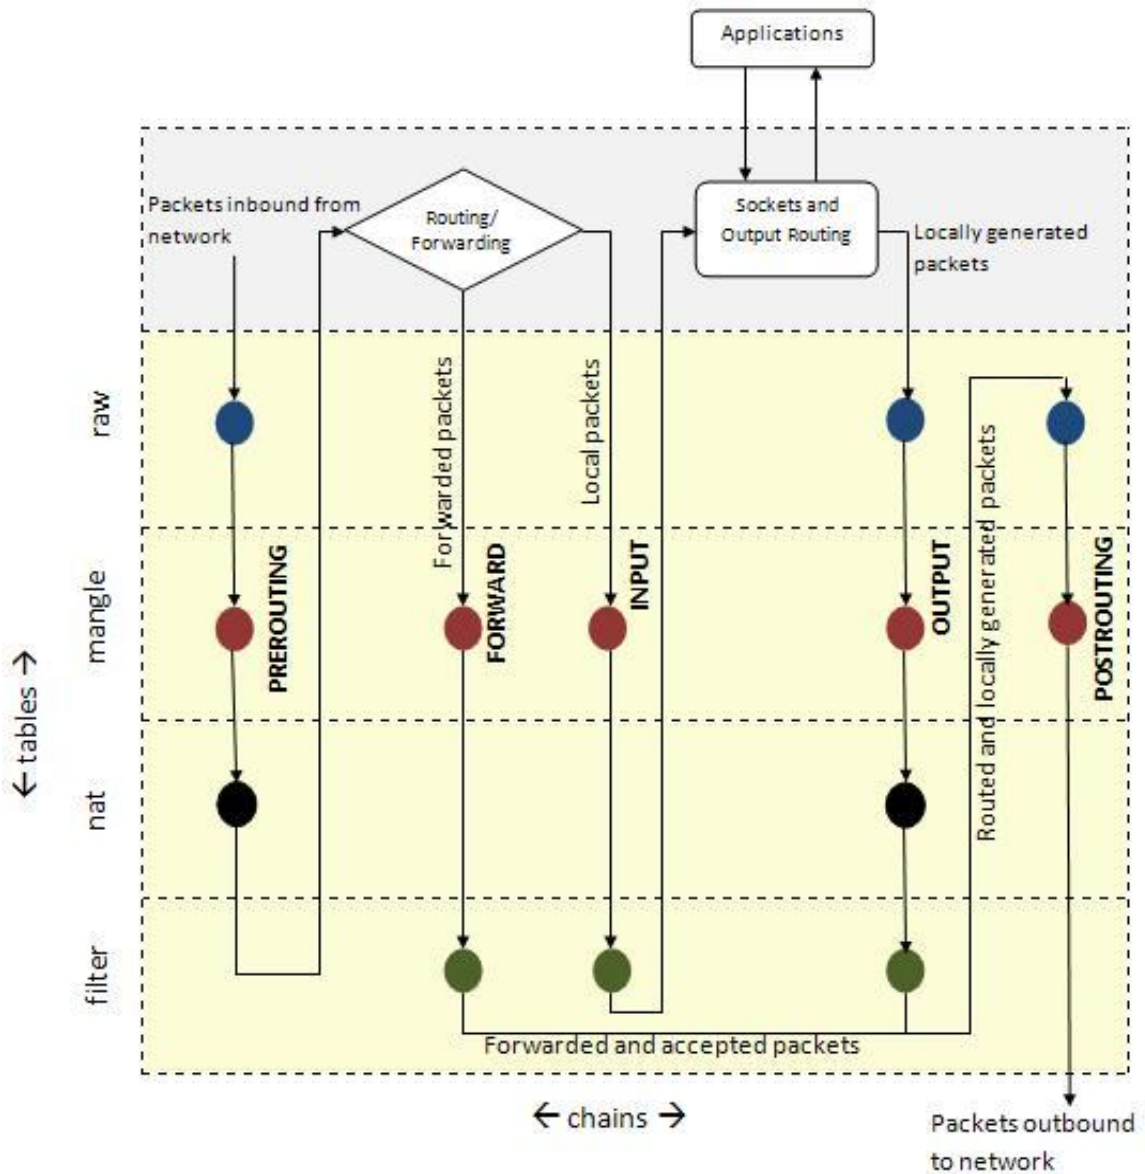 Applications
Packets inbound from
network
Routing/
Forwarding
Sockets and
Output Routing
Locally generated
packets
raw
mangle
nat
filter
← tables →
PREROUTING
Forwarded packets
FORWARD
Local packets
INPUT
OUTPUT
Routed and locally generated packets
POSTROUTING
Forwarded and accepted packets
← chains →
Packets outbound
to network